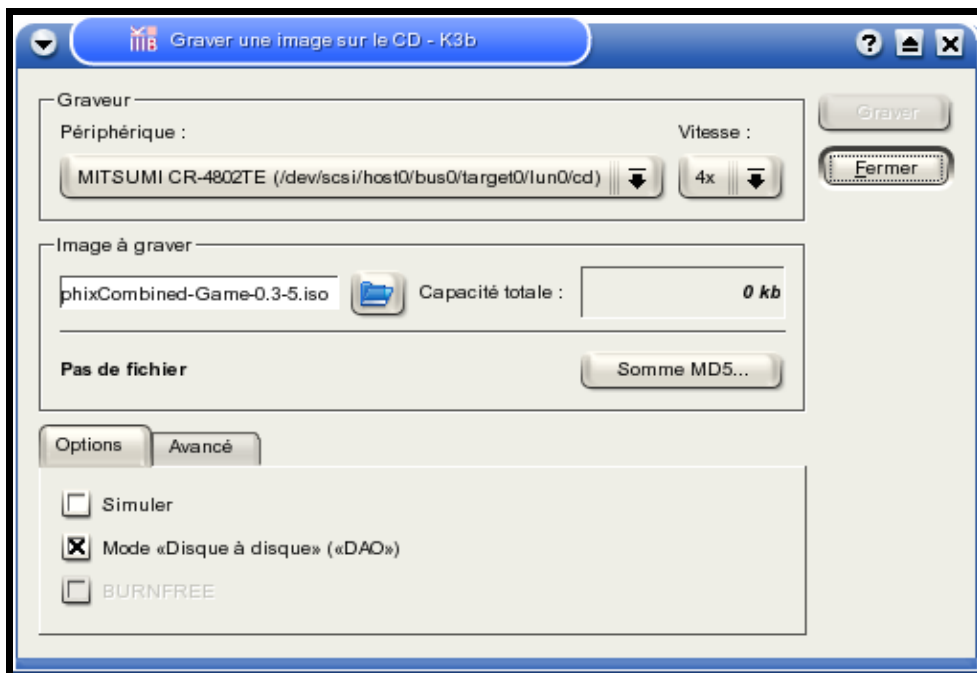 Graver une image sur le CD - K3b
Graveur
Périphérique :
Vitesse :
Graver
MITSUMI CR-4802TE (/dev/scsi/host0/bus0/target0/lun0/cd)
4x
Fermer
Image à graver
phixCombined-Game-0.3-5.iso
Capacité totale :
0 kb
Pas de fichier
Somme MD5...
Options
Avancé
Simuler
Mode «Disque à disque» («DAO»)
BURNFREE